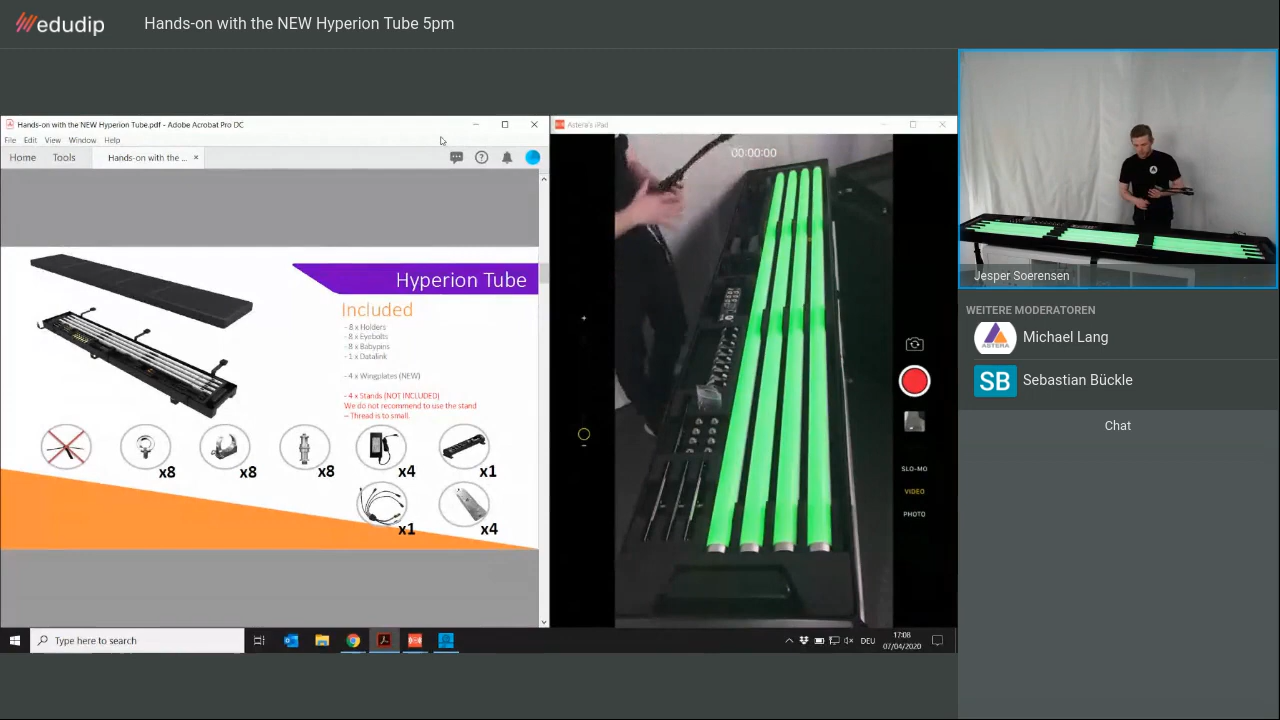 edudip
Hands-on with the NEW Hyperion Tube 5pm
Hands-on with the NEW Hyperion Tube.pdf - Adobe Acrobat Pro DC
File Edit View Window Help
Home Tools Hands-on with the ... ×
Hyperion Tube
Included
- 8 x Holders
- 8 x Eyebolts
- 8 x Babypins
- 1 x Datalink
- 4 x Wingplates (NEW)
- 4 x Stands (NOT INCLUDED)
We do not recommend to use the stand
– Thread is to small.
x8
x8
x8
x4
x1
x1
x4
Astera's iPad
00:00:00
SLO-MO
VIDEO
PHOTO
Jesper Soerensen
WEITERE MODERATOREN
ASTERA
Michael Lang
SB
Sebastian Bückle
Chat
Type here to search
DEU
17:08
07/04/2020